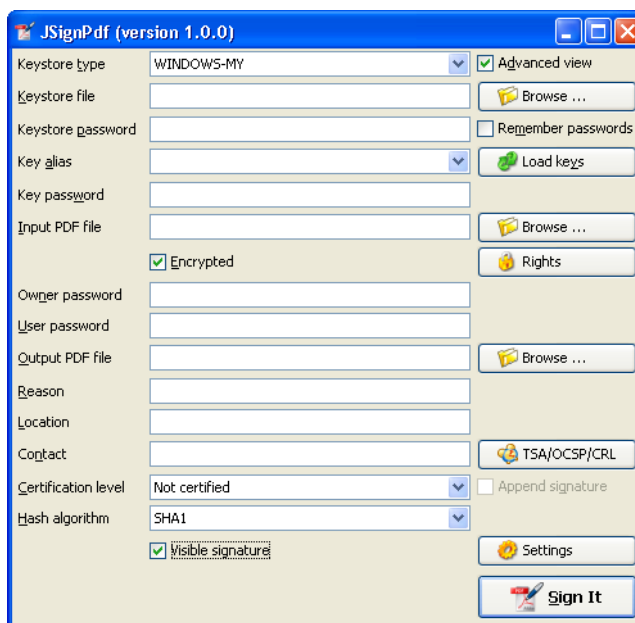 JSignPdf (version 1.0.0)
Keystore type WINDOWS-MY Advanced view
Keystore file Browse ...
Keystore password Remember passwords
Key alias Load keys
Key password
Input PDF file Browse ...
Encrypted Rights
Owner password
User password
Output PDF file Browse ...
Reason
Location
Contact TSA/OCSP/CRL
Certification level Not certified Append signature
Hash algorithm SHA1
Visible signature Settings
Sign It